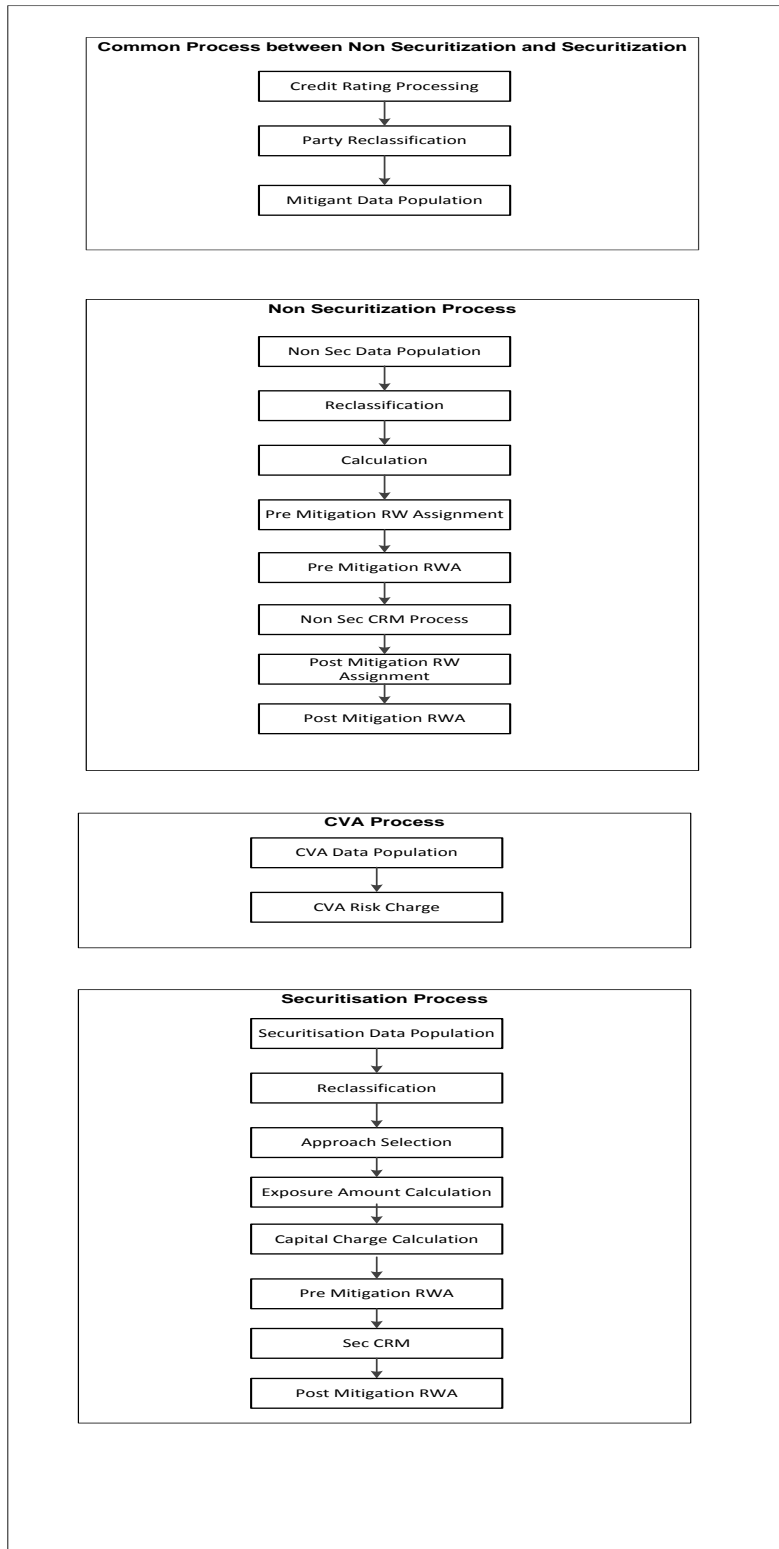 Common Process between Non Securitization and Securitization
Credit Rating Processing
Party Reclassification
Mitigant Data Population
Non Securitization Process
Non Sec Data Population
Reclassification
Calculation
Pre Mitigation RW Assignment
Pre Mitigation RWA
Non Sec CRM Process
Post Mitigation RW
Assignment
Post Mitigation RWA
CVA Process
CVA Data Population
CVA Risk Charge
Securitisation Process
Securitisation Data Population
Reclassification
Approach Selection
Exposure Amount Calculation
Capital Charge Calculation
Pre Mitigation RWA
Sec CRM
Post Mitigation RWA